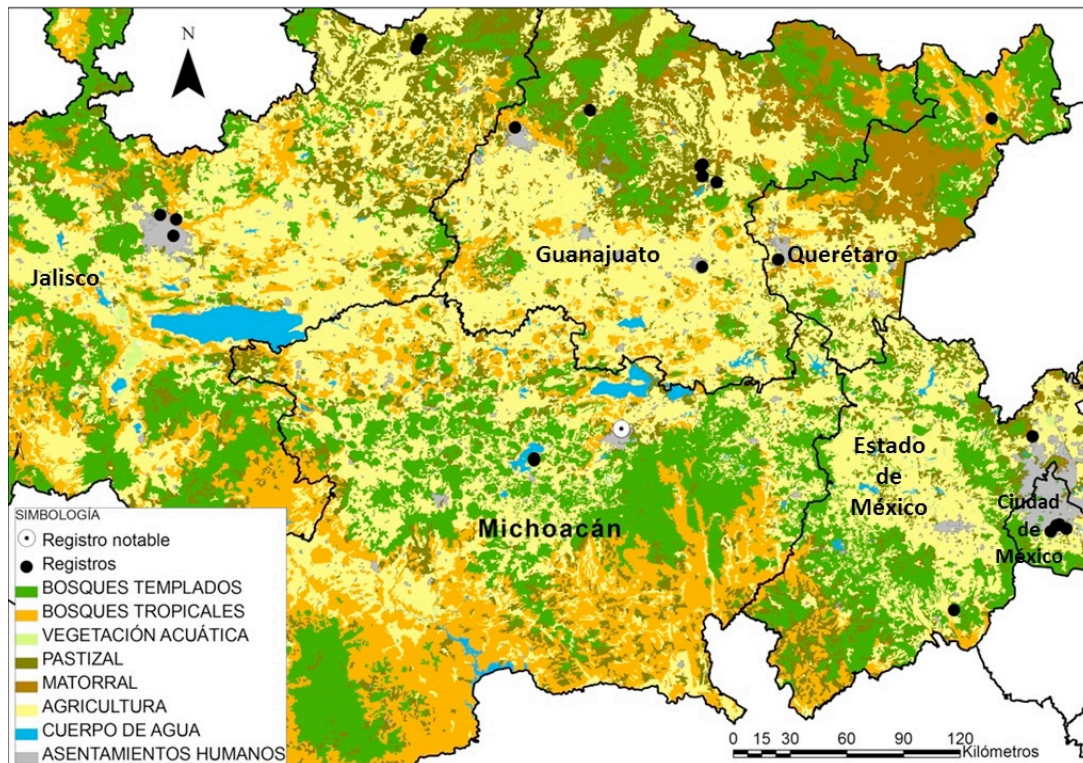 N
Guanajuato
Querétaro
Jalisco
Estado
de
México
Ciudad
de
México
Michoacán
SIMBOLOGÍA
Registro notable
Registros
BOSQUES TEMPLADOS
BOSQUES TROPICALES
VEGETACIÓN ACUÁTICA
PASTIZAL
MATORRAL
AGRICULTURA
CUERPO DE AGUA
ASENTAMIENTOS HUMANOS
0 15 30 60 90 120
Kilómetros